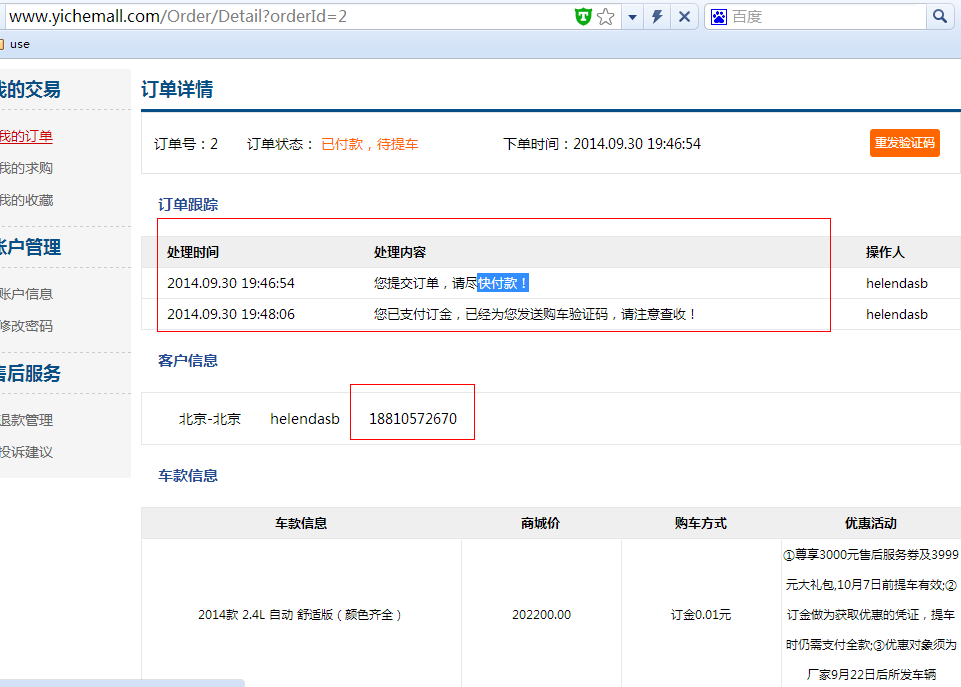 www.yichemall.com/Order/Detail?orderId=2
百度
use
我的交易
订单详情
我的订单
订单号：2 订单状态： 已付款，待提车 下单时间：2014.09.30 19:46:54 重发验证码
我的求购
我的收藏
订单跟踪
账户管理
处理时间 处理内容 操作人
2014.09.30 19:46:54 您提交订单，请尽快付款！ helendasb
账户信息
2014.09.30 19:48:06 您已支付订金，已经为您发送购车验证码，请注意查收！ helendasb
修改密码
客户信息
售后服务
北京-北京 helendasb 18810572670
退款管理
投诉建议
车款信息
车款信息 商城价 购车方式 优惠活动
2014款 2.4L 自动 舒适版（颜色齐全） 202200.00 订金0.01元
①尊享3000元售后服务券及3999
元大礼包,10月7日前提车有效;②
订金做为获取优惠的凭证，提车
时仍需支付全款;③优惠对象须为
厂家9月22日后所发车辆